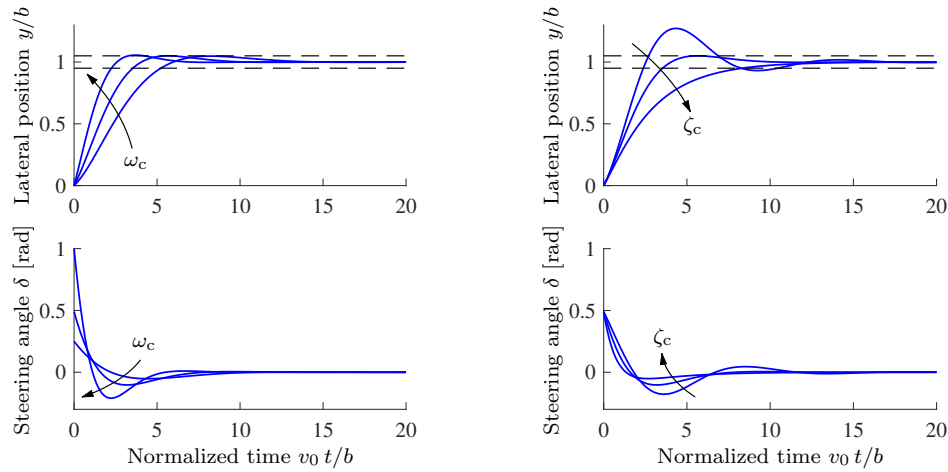 Lateral position y/b
1
0.5
0
ω_c
0 5 10 15 20
Steering angle δ [rad]
1
0.5
0
ω_c
0 5 10 15 20
Normalized time v_0 t/b
Lateral position y/b
1
0.5
0
ζ_c
0 5 10 15 20
Steering angle δ [rad]
1
0.5
0
ζ_c
0 5 10 15 20
Normalized time v_0 t/b